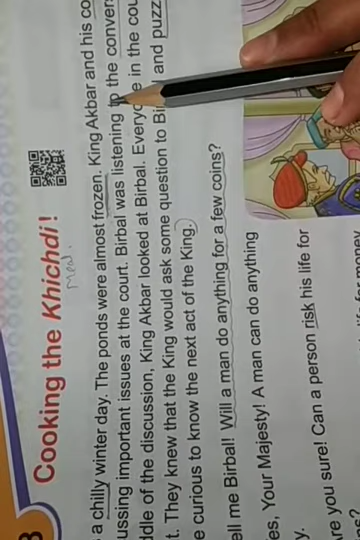 3
Cooking the Khichdi!
meal.
a chilly winter day. The ponds were almost frozen. King Akbar and his co
ussing important issues at the court. Birbal was listening to the conver
ddle of the discussion, King Akbar looked at Birbal. Everyone in the cou
t. They knew that the King would ask some question to Bi and puzz
e curious to know the next act of the King.
ell me Birbal! Will a man do anything for a few coins?
es, Your Majesty! A man can do anything
y.
re you sure! Can a person risk his life for